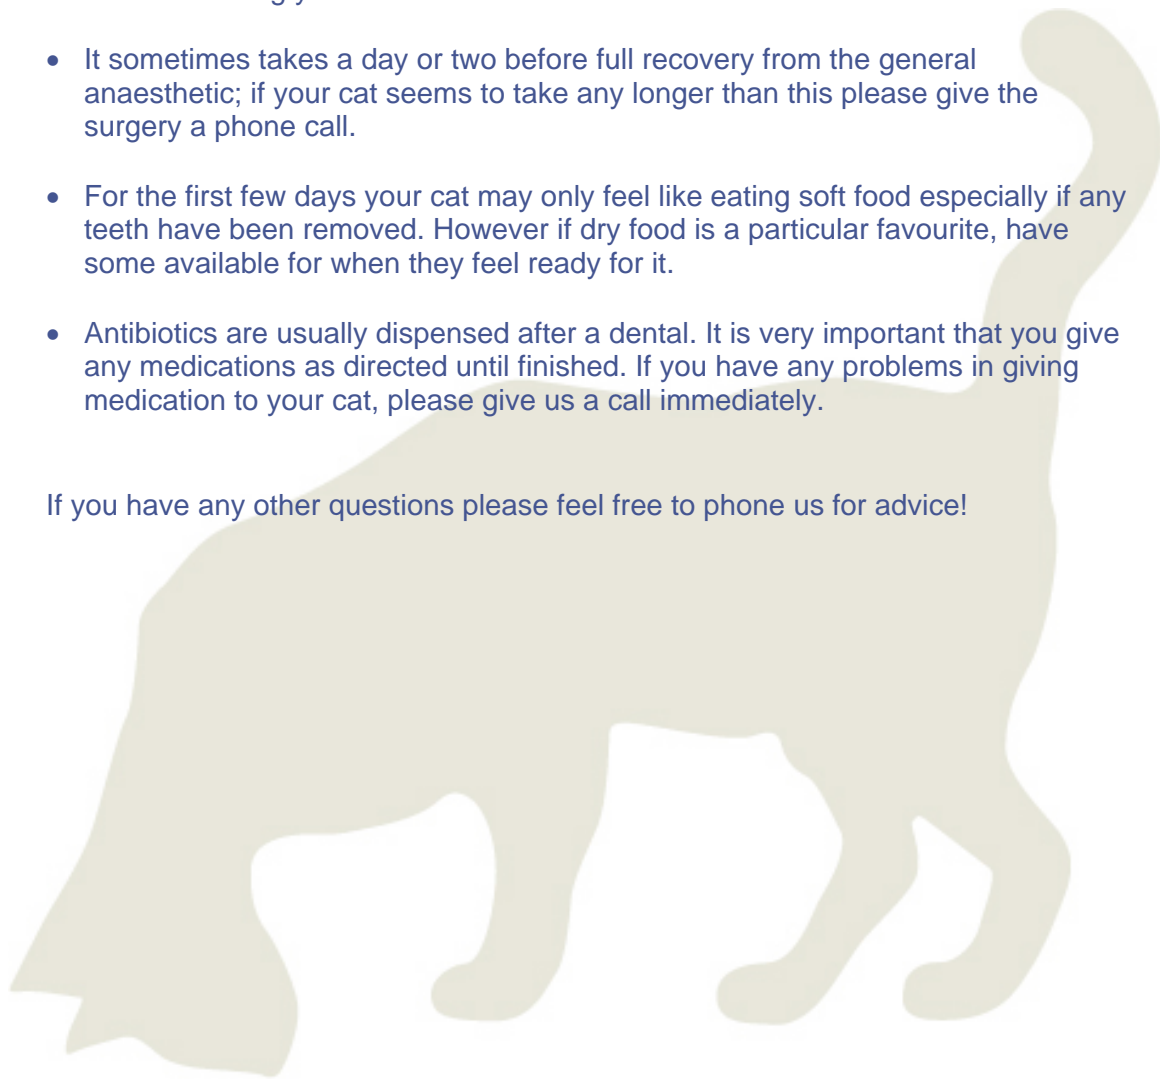 • It sometimes takes a day or two before full recovery from the general
anaesthetic; if your cat seems to take any longer than this please give the
surgery a phone call.
• For the first few days your cat may only feel like eating soft food especially if any
teeth have been removed. However if dry food is a particular favourite, have
some available for when they feel ready for it.
• Antibiotics are usually dispensed after a dental. It is very important that you give
any medications as directed until finished. If you have any problems in giving
medication to your cat, please give us a call immediately.
If you have any other questions please feel free to phone us for advice!